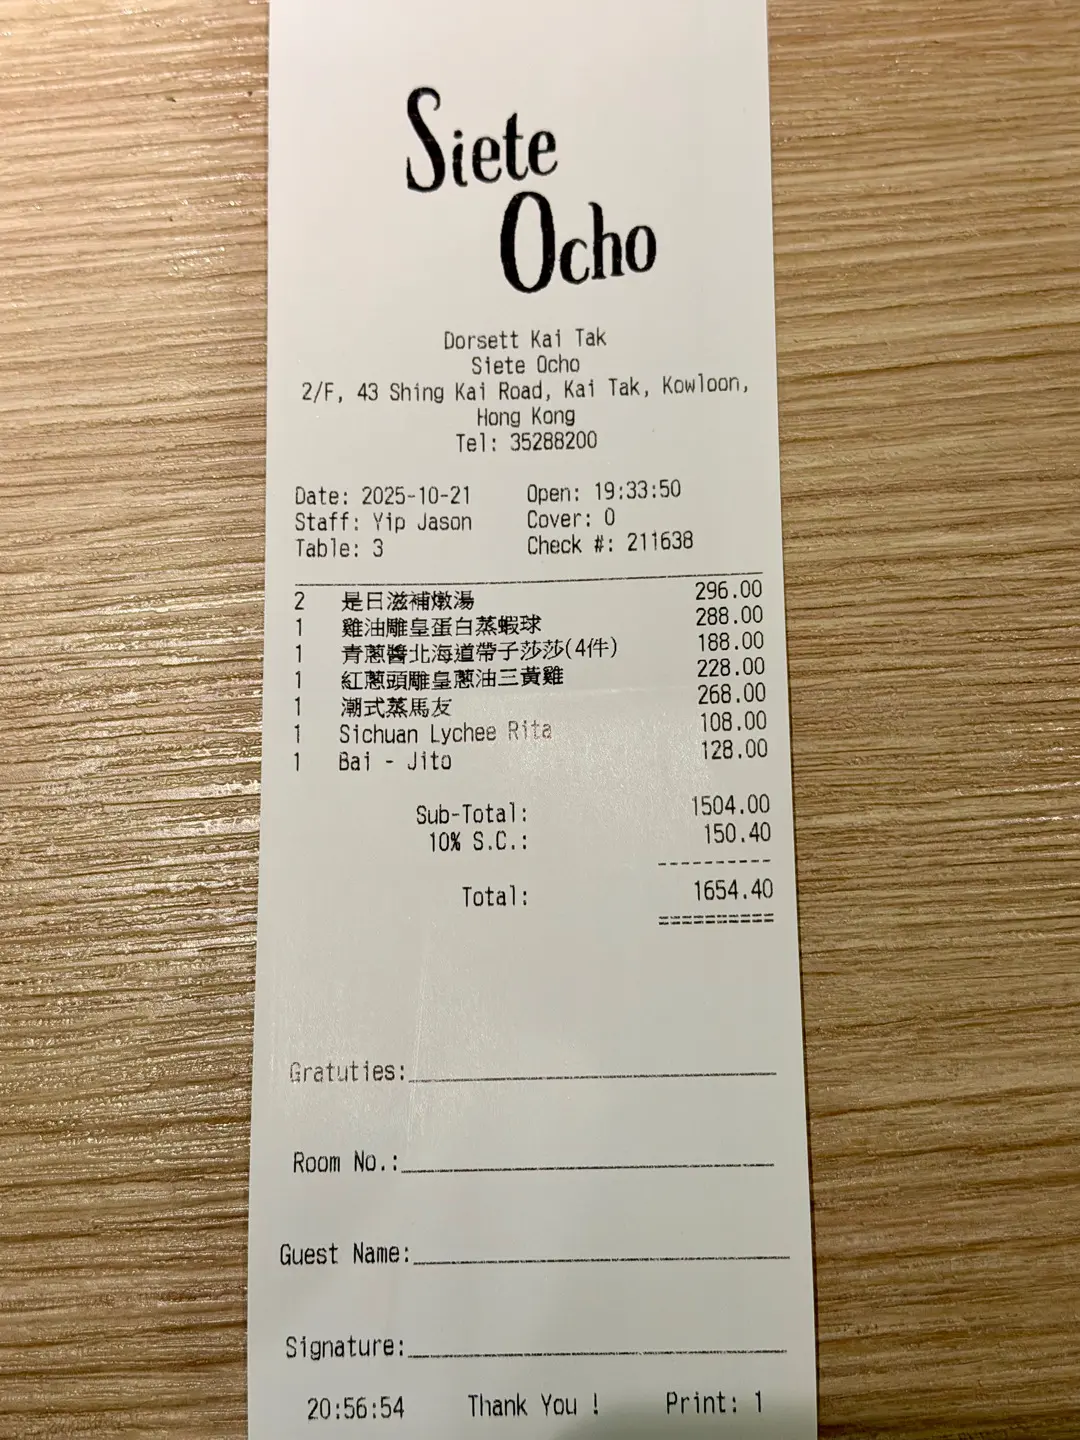 Siete
Ocho
Dorsett Kai Tak
Siete Ocho
2/F, 43 Shing Kai Road, Kai Tak, Kowloon,
Hong Kong
Tel: 35288200
Date: 2025-10-21 Open: 19:33:50
Staff: Yip Jason Cover: 0
Table: 3 Check #: 211638
2 是日滋補燉湯 296.00
1 雞油雕皇蛋白蒸蝦球 288.00
1 青蔥醬北海道帶子莎莎(4件) 188.00
1 紅蔥頭雕皇蔥油三黃雞 228.00
1 潮式蒸馬友 268.00
1 Sichuan Lychee Rita 108.00
1 Bai - Jito 128.00
Sub-Total: 1504.00
10% S.C.: 150.40
----------
Total: 1654.40
==========
Gratuties:
Room No.:
Guest Name:
Signature:
20:56:54 Thank You ! Print: 1